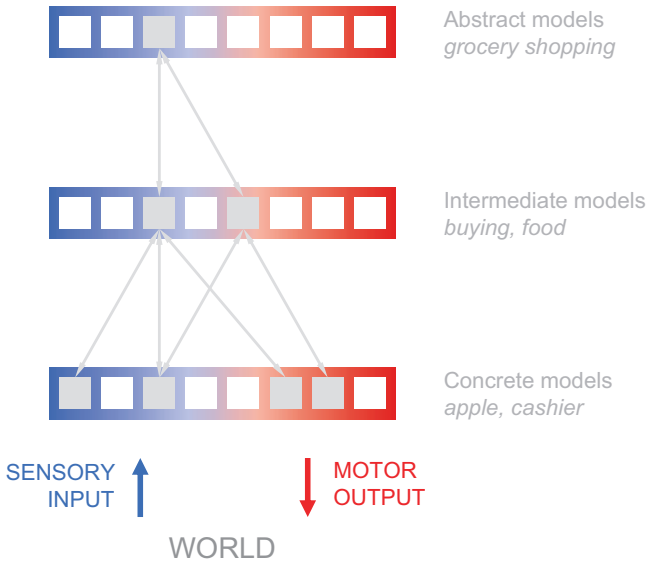 Abstract models
grocery shopping
Intermediate models
buying, food
Concrete models
apple, cashier
SENSORY
INPUT
MOTOR
OUTPUT
WORLD